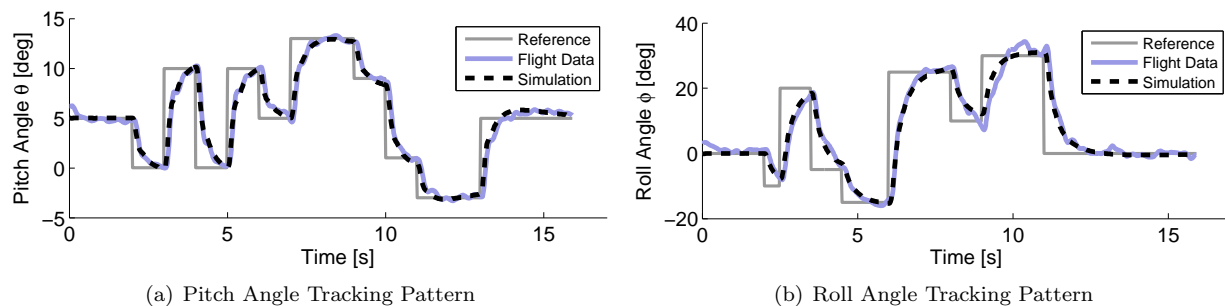 15
10
5
0
−5
Pitch Angle θ [deg]
Reference
Flight Data
Simulation
0
5
10
15
Time [s]
(a) Pitch Angle Tracking Pattern
40
20
0
−20
Roll Angle ϕ [deg]
Reference
Flight Data
Simulation
0
5
10
15
Time [s]
(b) Roll Angle Tracking Pattern